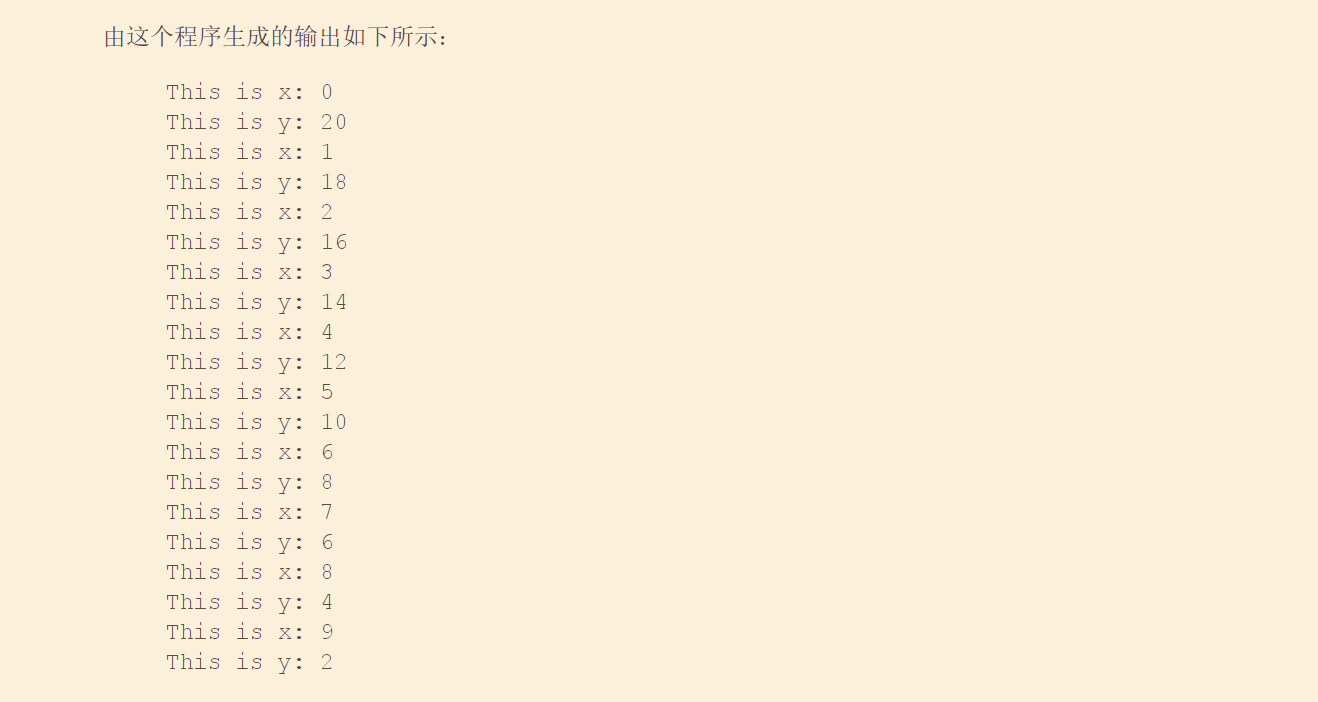 由这个程序生成的输出如下所示：
This is x: 0
This is y: 20
This is x: 1
This is y: 18
This is x: 2
This is y: 16
This is x: 3
This is y: 14
This is x: 4
This is y: 12
This is x: 5
This is y: 10
This is x: 6
This is y: 8
This is x: 7
This is y: 6
This is x: 8
This is y: 4
This is x: 9
This is y: 2